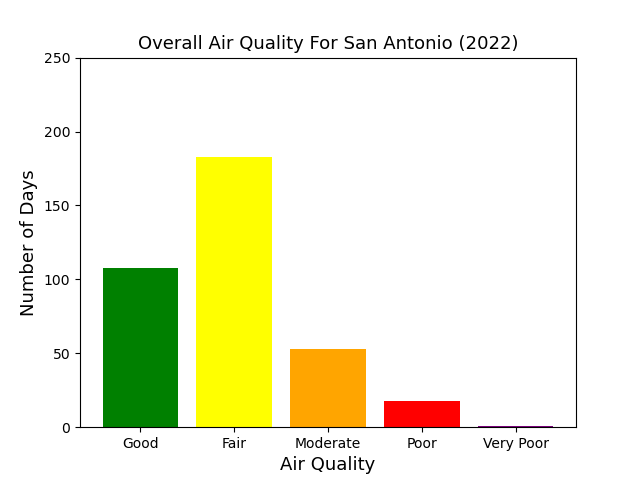 Overall Air Quality For San Antonio (2022)
250
200
150
100
50
0
Number of Days
Good Fair Moderate Poor Very Poor
Air Quality